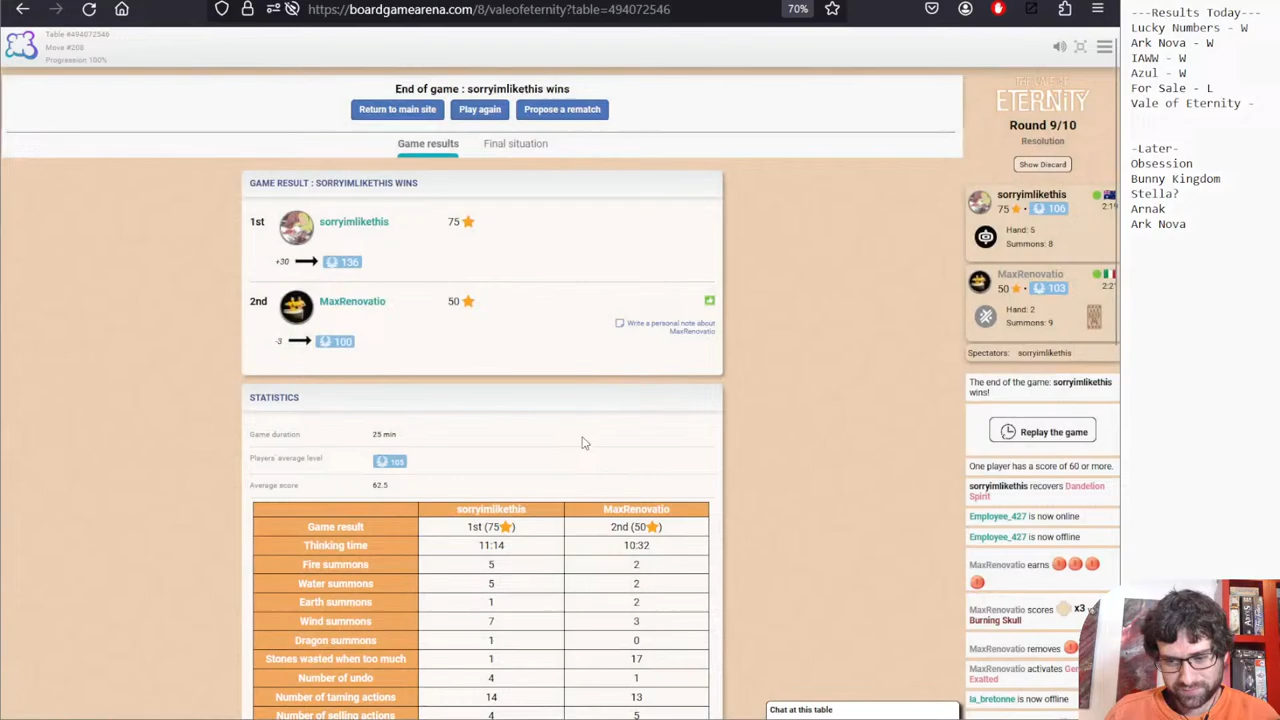 https://boardgamearena.com/8/valeofeternity?table=494072546
70%
Table #494072546
Move #208
Progression 100%
End of game : sorryimlikethis wins
Return to main site
Play again
Propose a rematch
Game results
Final situation
GAME RESULT : SORRYIMLIKETHIS WINS
1st
sorryimlikethis
75
+30
136
2nd
MaxRenovatio
50
Write a personal note about
MaxRenovatio
-3
100
STATISTICS
Game duration 25 min
Players' average level 105
Average score 62.5
sorryimlikethis MaxRenovatio
Game result 1st (75) 2nd (50)
Thinking time 11:14 10:32
Fire summons 5 2
Water summons 5 2
Earth summons 1 2
Wind summons 7 3
Dragon summons 1 0
Stones wasted when too much 1 17
Number of undo 4 1
Number of taming actions 14 13
Number of selling actions 4 5
THE VALE OF
ETERNITY
Round 9/10
Resolution
Show Discard
sorryimlikethis
75 • 106
2:19
Hand: 5
Summons: 8
MaxRenovatio
50 • 103
Hand: 2
Summons: 9
Spectators: sorryimlikethis
The end of the game: sorryimlikethis
wins!
Replay the game
One player has a score of 60 or more.
sorryimlikethis recovers Dandelion
Spirit
Employee_427 is now online
Employee_427 is now offline
MaxRenovatio earns
MaxRenovatio scores x3
Burning Skull
MaxRenovatio removes
MaxRenovatio activates
Exalted
la_bretonne is now offline
Chat at this table
---Results Today---
Lucky Numbers - W
Ark Nova - W
IAWW - W
Azul - W
For Sale - L
Vale of Eternity -
-Later-
Obsession
Bunny Kingdom
Stella?
Arnak
Ark Nova